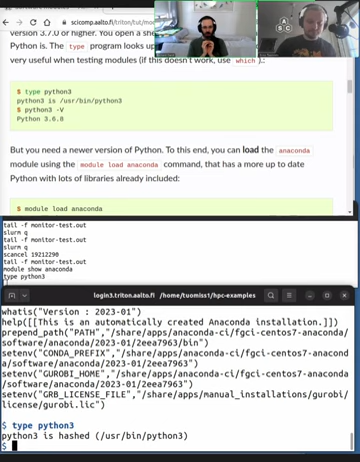 scicomp.aalto.fi/triton/tut/mo
version 3.7.0 or higher. You open a she
Python is. The type program looks up
very useful when testing modules (if this doesn't work, use which ).:
$ type python3
python3 is /usr/bin/python3
$ python3 -V
Python 3.6.8
But you need a newer version of Python. To this end, you can load the anaconda
module using the module load anaconda command, that has a more up to date
Python with lots of libraries already included:
$ module load anaconda
tail -f monitor-test.out
slurm q
tail -f monitor-test.out
slurm q
scancel 19212290
tail -f monitor-test.out
module show anaconda
type python3
login3.triton.aalto.fi /home/tuomiss1/hpc-examples
whatis("Version : 2023-01")
help([[This is an automatically created Anaconda installation.]])
prepend_path("PATH","/share/apps/anaconda-ci/fgci-centos7-anaconda/
software/anaconda/2023-01/2eea7963/bin")
setenv("CONDA_PREFIX","/share/apps/anaconda-ci/fgci-centos7-anacond
a/software/anaconda/2023-01/2eea7963")
setenv("GUROBI_HOME","/share/apps/anaconda-ci/fgci-centos7-anaconda
/software/anaconda/2023-01/2eea7963")
setenv("GRB_LICENSE_FILE","/share/apps/manual_installations/gurobi/
license/gurobi.lic")
$ type python3
python3 is hashed (/usr/bin/python3)
$